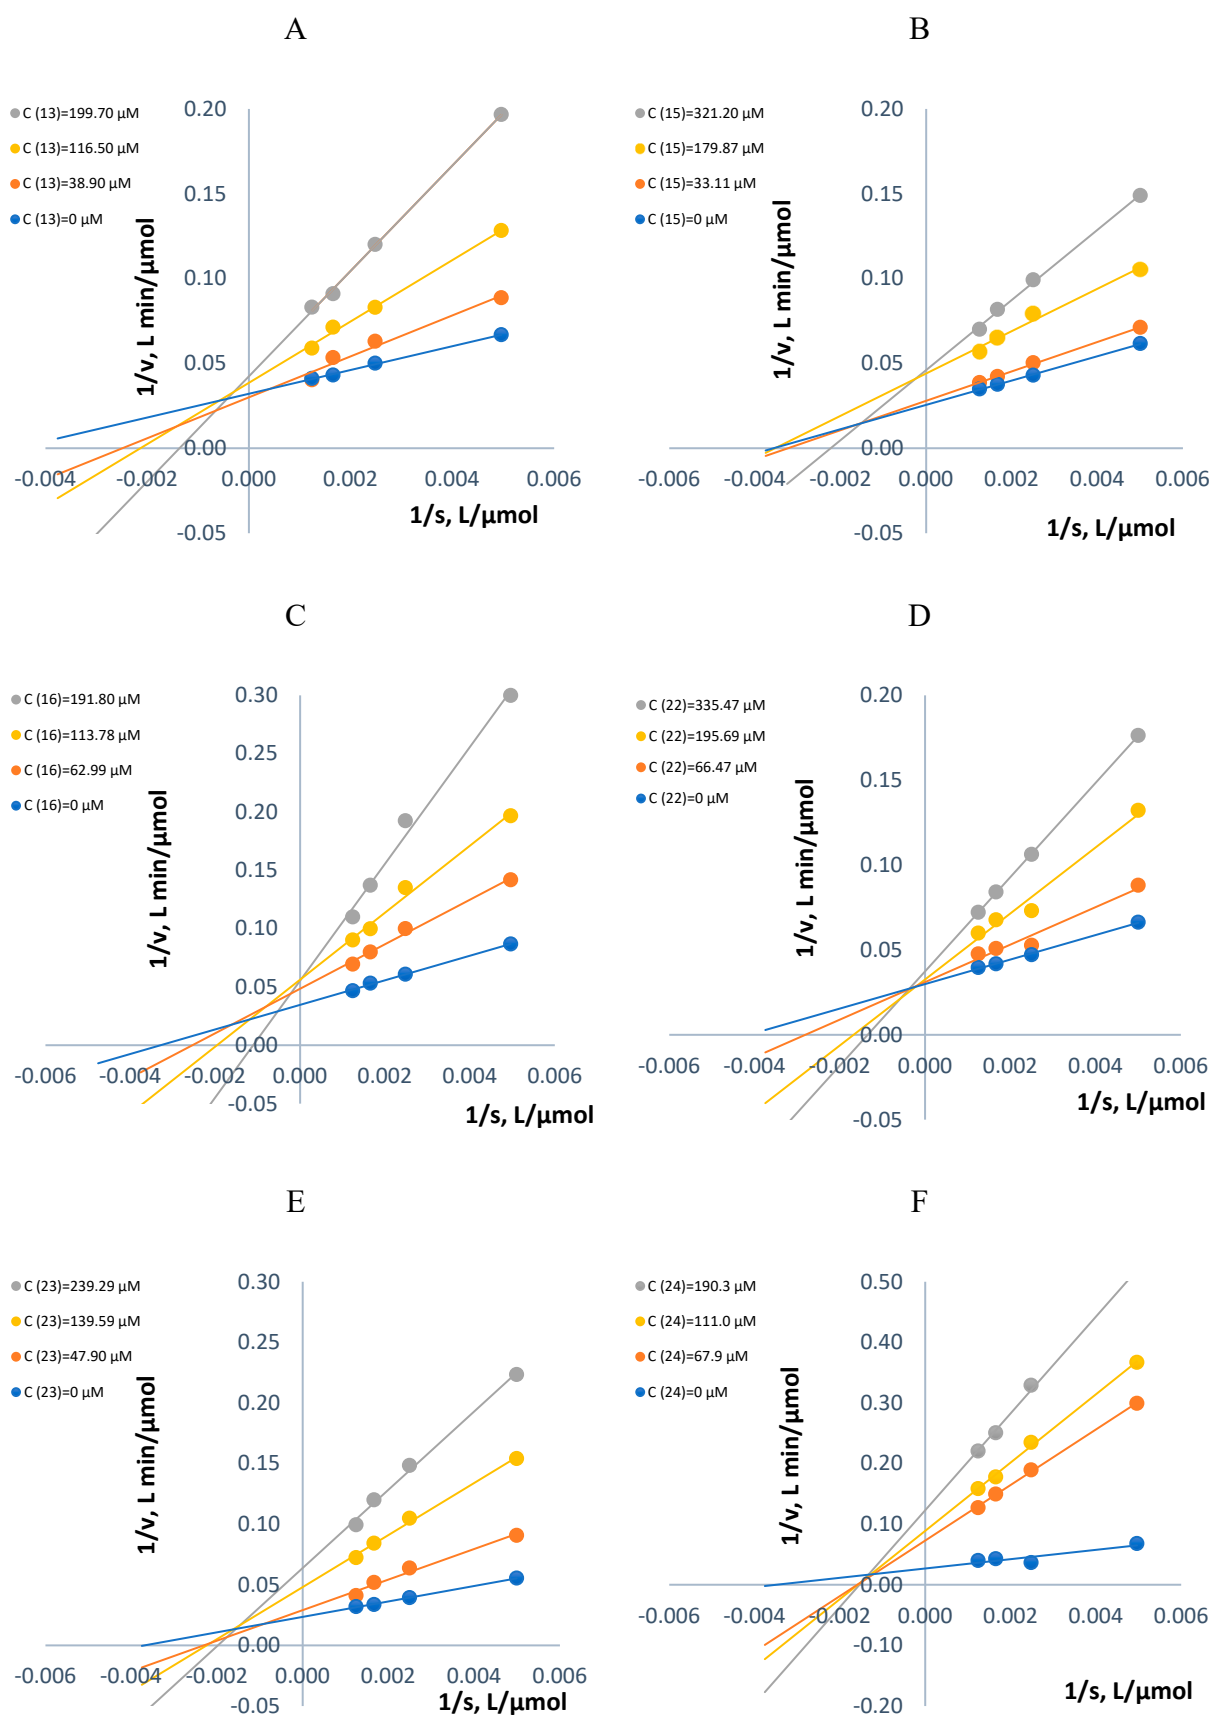 A
C (13)=199.70 µM
C (13)=116.50 µM
C (13)=38.90 µM
C (13)=0 µM
1/v, L min/µmol
0.20
0.15
0.10
0.05
0.00
-0.05
-0.004
-0.002
0.000
0.002
0.004
0.006
1/s, L/µmol
B
C (15)=321.20 µM
C (15)=179.87 µM
C (15)=33.11 µM
C (15)=0 µM
1/v, L min/µmol
0.20
0.15
0.10
0.05
0.00
-0.05
-0.006
-0.004
-0.002
0.000
0.002
0.004
0.006
1/s, L/µmol
C
C (16)=191.80 µM
C (16)=113.78 µM
C (16)=62.99 µM
C (16)=0 µM
1/v, L min/µmol
0.30
0.25
0.20
0.15
0.10
0.05
0.00
-0.05
-0.006
-0.004
-0.002
0.000
0.002
0.004
0.006
1/s, L/µmol
D
C (22)=335.47 µM
C (22)=195.69 µM
C (22)=66.47 µM
C (22)=0 µM
1/v, L min/µmol
0.20
0.15
0.10
0.05
0.00
-0.05
-0.006
-0.004
-0.002
0.000
0.002
0.004
0.006
1/s, L/µmol
E
C (23)=239.29 µM
C (23)=139.59 µM
C (23)=47.90 µM
C (23)=0 µM
1/v, L min/µmol
0.30
0.25
0.20
0.15
0.10
0.05
0.00
-0.05
-0.006
-0.004
-0.002
0.000
0.002
0.004
0.006
1/s, L/µmol
F
C (24)=190.3 µM
C (24)=111.0 µM
C (24)=67.9 µM
C (24)=0 µM
1/v, L min/µmol
0.50
0.40
0.30
0.20
0.10
0.00
-0.10
-0.20
-0.006
-0.004
-0.002
0.000
0.002
0.004
0.006
1/s, L/µmol